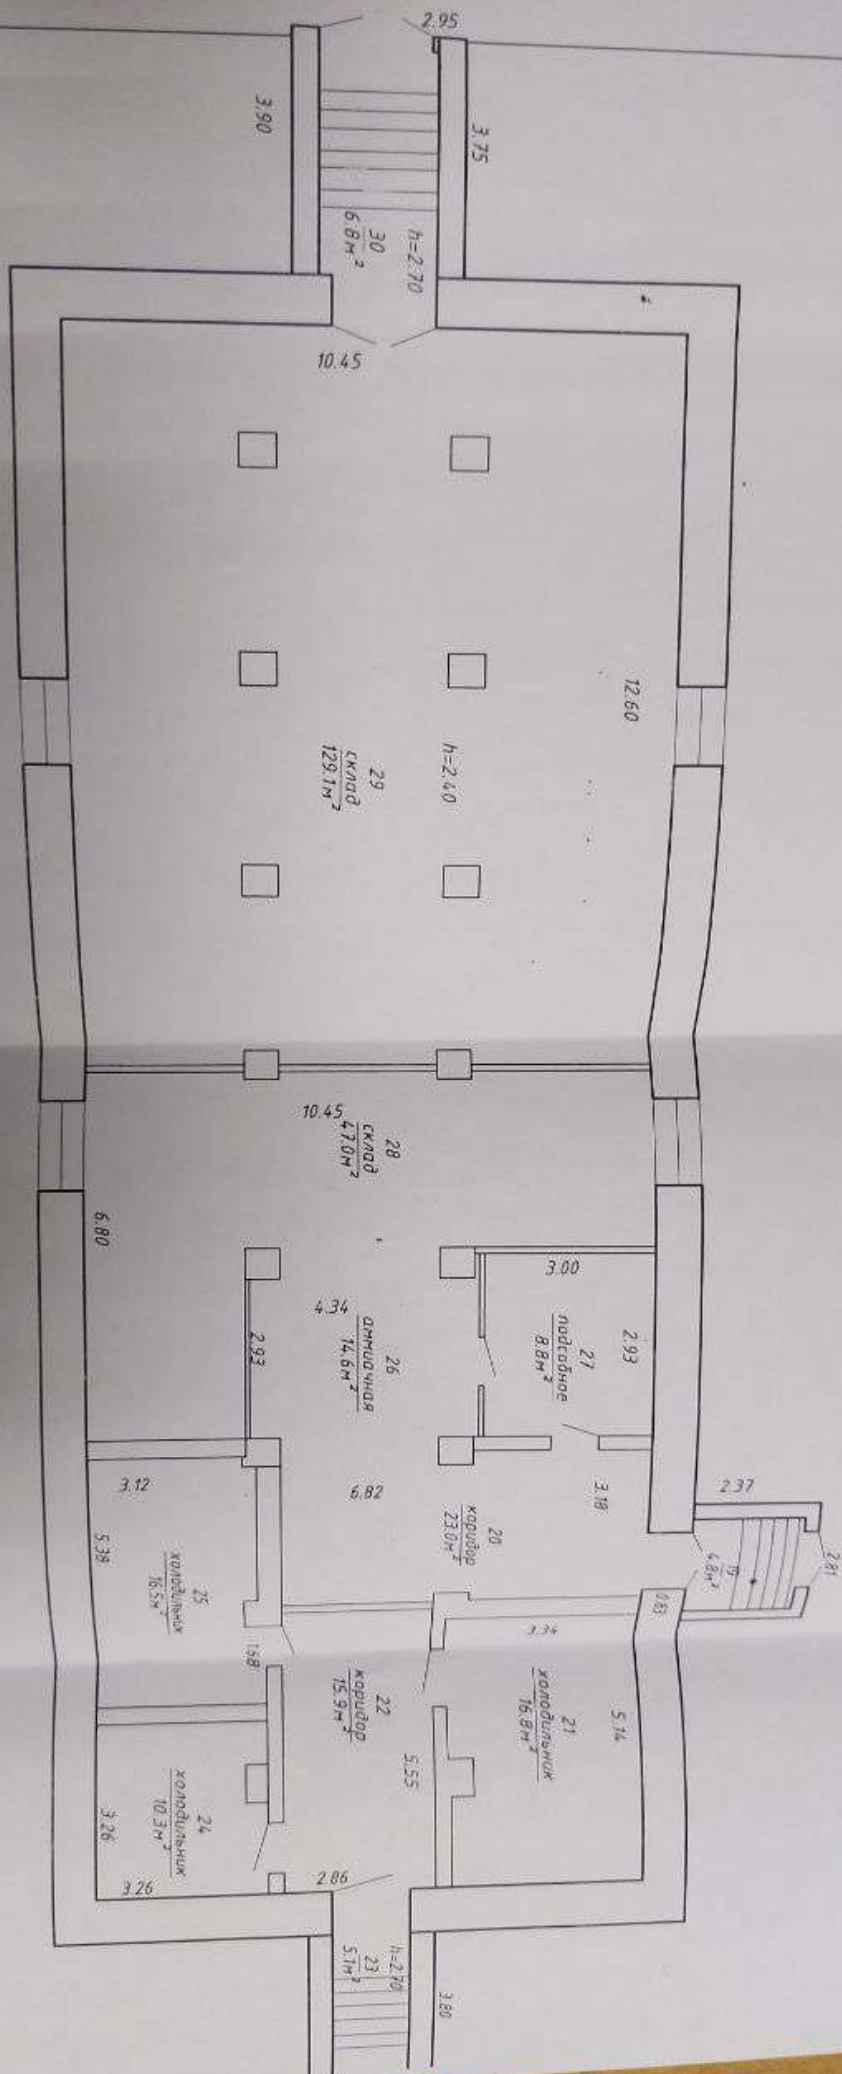 2.95
3.90
3.75
30
6.8м²
h=2.70
10.45
12.60
29
склад
129.1м²
h=2.40
10.45
28
склад
47.0м²
6.80
3.00
4.34
2.93
26
аммиачная
14.6м²
2.93
27
подсобное
8.8м²
3.12
6.82
3.18
2.37
20
коридор
23.0м²
5.38
19
4.8м²
2.81
0.83
25
холодильник
16.5м²
1.68
3.34
22
коридор
15.9м²
21
холодильник
16.8м²
5.14
5.55
24
холодильник
10.3м²
3.26
3.26
2.86
23
5.1м²
h=2.70
3.80